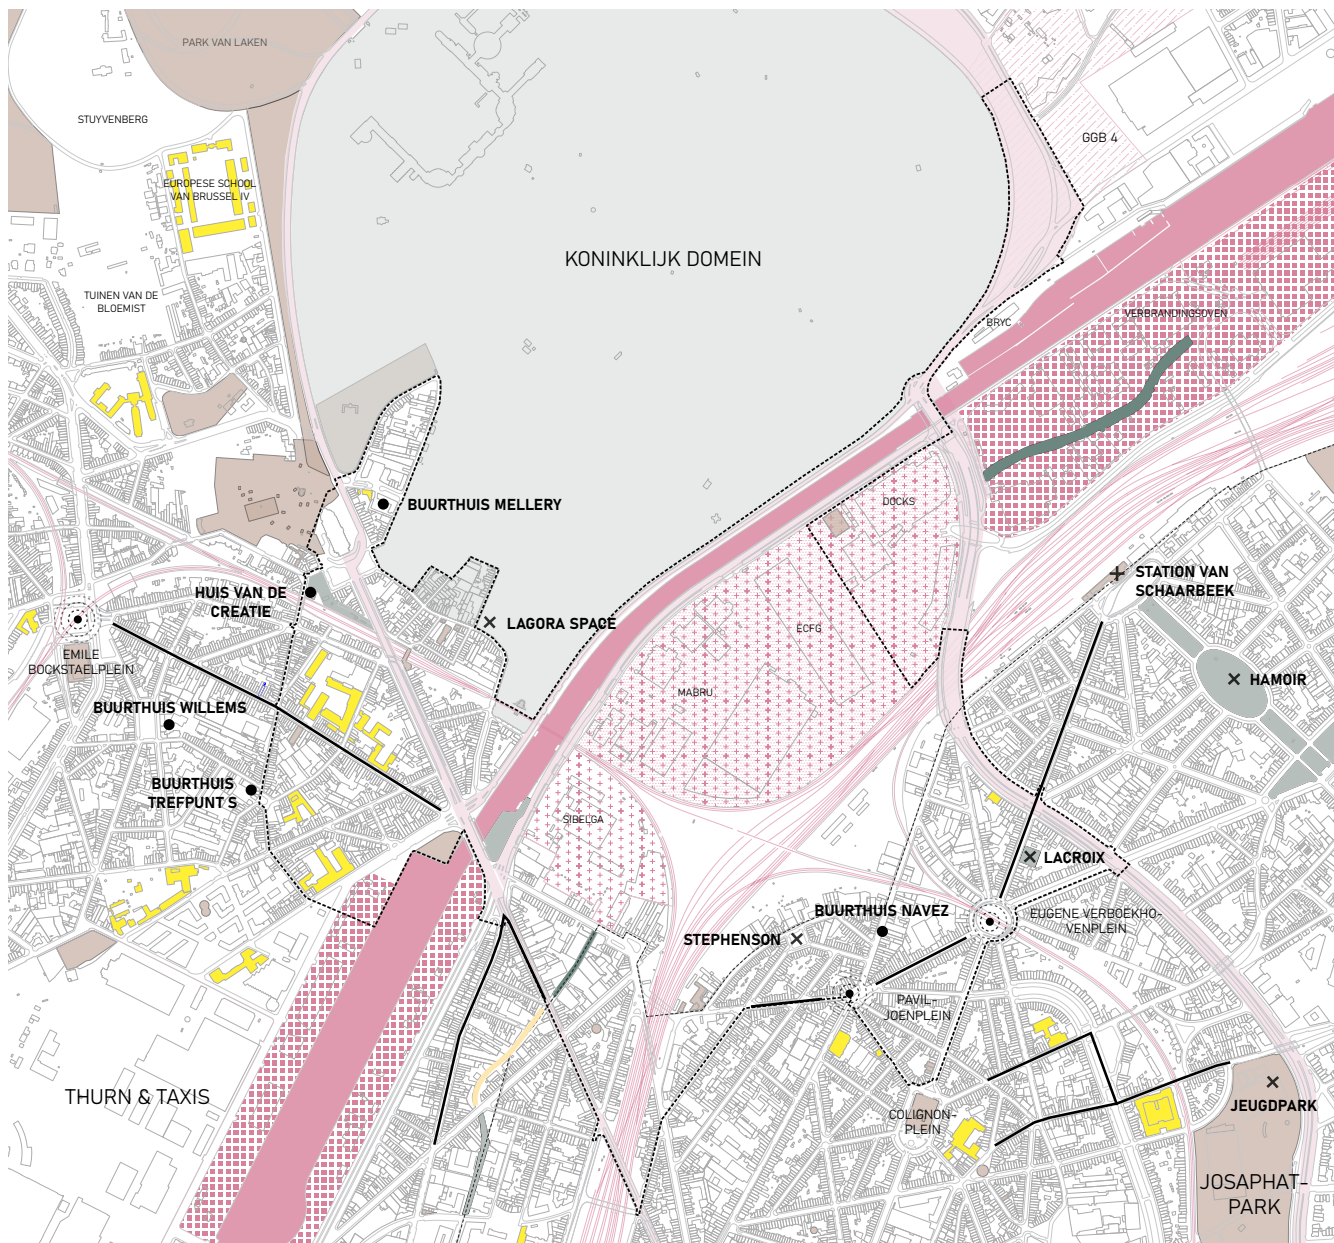 PARK VAN LAKEN
STUYVENBERG
GGB 4
EUROPESE SCHOOL
VAN BRUSSEL IV
KONINKLIJK DOMEIN
TUINEN VAN DE
BLOEMIST
BRYC
VERBRANDINGSOVEN
BUURTHUIS MELLERY
DOCKS
STATION VAN
SCHAARBEEK
HUIS VAN DE
CREATIE
LAGORA SPACE
ECFG
EMILE
BOCKSTAELPLEIN
HAMOIR
MABRU
BUURTHUIS WILLEMS
BUURTHUIS
TREFPUNT S
SIBELGA
LACROIX
BUURTHUIS NAVEZ
EUGENE VERBOEKHO-
VENPLEIN
STEPHENSON
PAVIL-
JOENPLEIN
THURN & TAXIS
COLIGNON-
PLEIN
JEUGDPARK
JOSAPHAT-
PARK